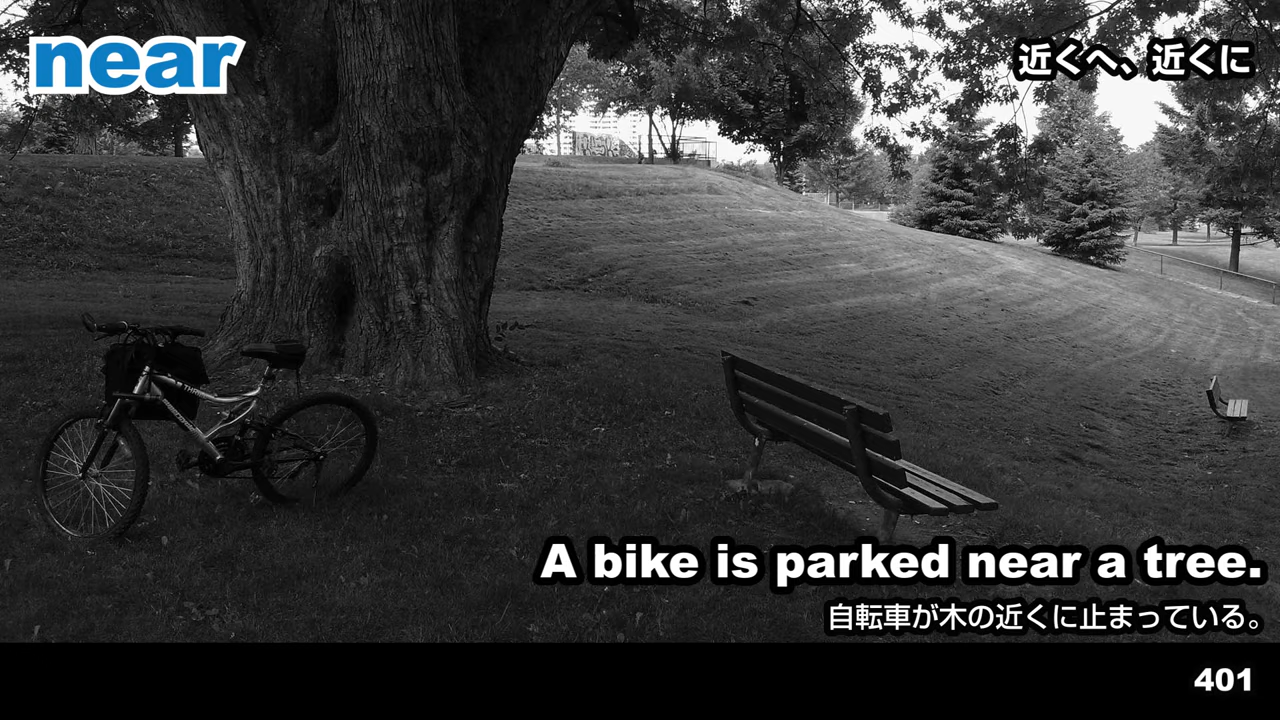 near
近くへ、近くに
A bike is parked near a tree.
自転車が木の近くに止まっている。
401